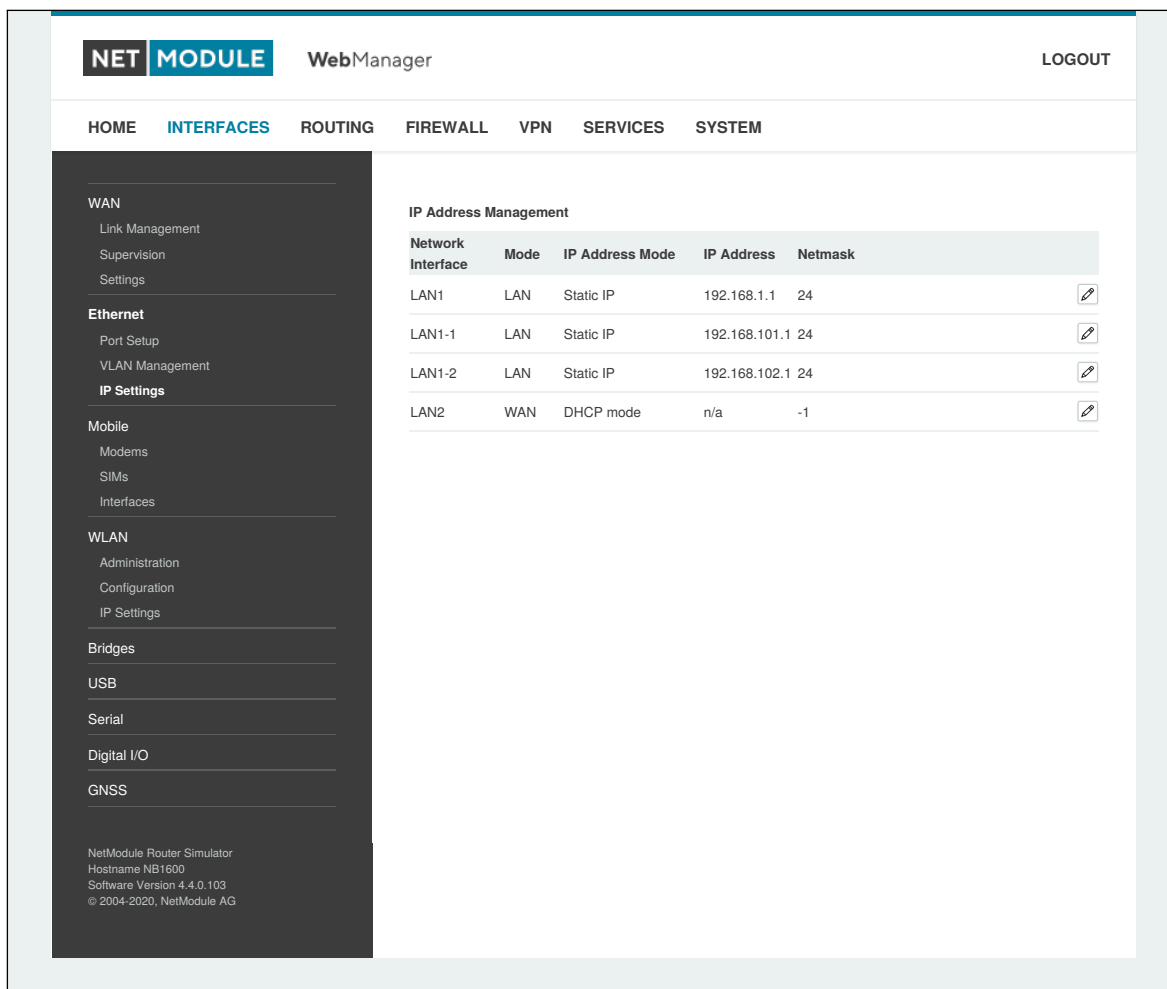 NET MODULE WebManager LOGOUT
HOME INTERFACES ROUTING FIREWALL VPN SERVICES SYSTEM
WAN
Link Management
Supervision
Settings
Ethernet
Port Setup
VLAN Management
IP Settings
Mobile
Modems
SIMs
Interfaces
WLAN
Administration
Configuration
IP Settings
Bridges
USB
Serial
Digital I/O
GNSS
NetModule Router Simulator
Hostname NB1600
Software Version 4.4.0.103
© 2004-2020, NetModule AG
IP Address Management
Network Interface Mode IP Address Mode IP Address Netmask
LAN1 LAN Static IP 192.168.1.1 24
LAN1-1 LAN Static IP 192.168.101.1 24
LAN1-2 LAN Static IP 192.168.102.1 24
LAN2 WAN DHCP mode n/a -1